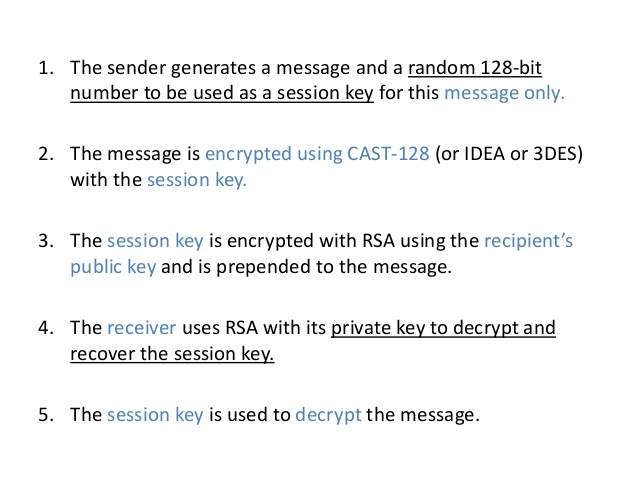 1. The sender generates a message and a random 128-bit
number to be used as a session key for this message only.
2. The message is encrypted using CAST-128 (or IDEA or 3DES)
with the session key.
3. The session key is encrypted with RSA using the recipient’s
public key and is prepended to the message.
4. The receiver uses RSA with its private key to decrypt and
recover the session key.
5. The session key is used to decrypt the message.